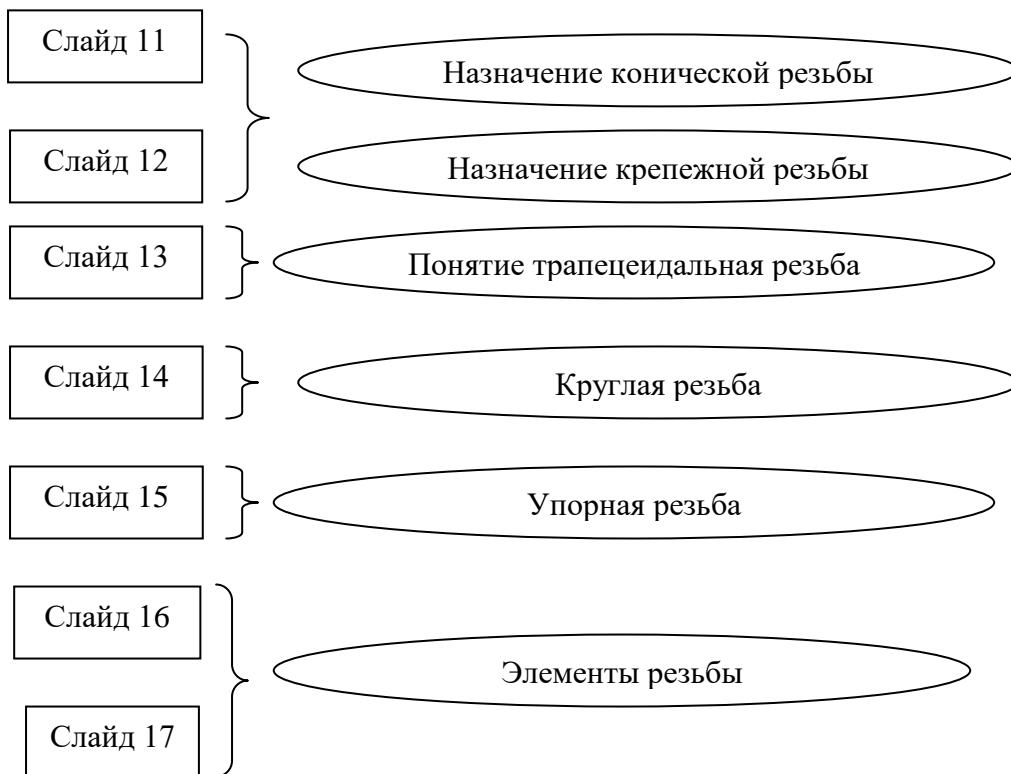 Слайд 11
Назначение конической резьбы
Слайд 12
Назначение крепежной резьбы
Слайд 13
Понятие трапецеидальная резьба
Слайд 14
Круглая резьба
Слайд 15
Упорная резьба
Слайд 16
Элементы резьбы
Слайд 17